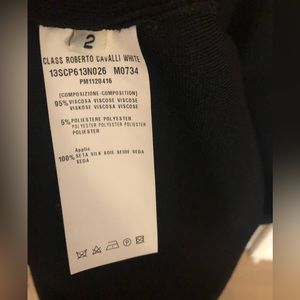 2
CLASS ROBERTO CAVALLI WHITE
13SCP613N026 M0734
PM1120416
[COMPOSIZIONE-COMPOSITION]
95% VISCOSA VISCOSE VISCOSE
VISKOSE VISCOSA VISCOSE
5% POLIESTERE POLYESTER
POLYESTER POLYESTER POLYESTER
POLIESTER
Applic
100% SETA SILK SOIE SEIDE SEDA
SEDA